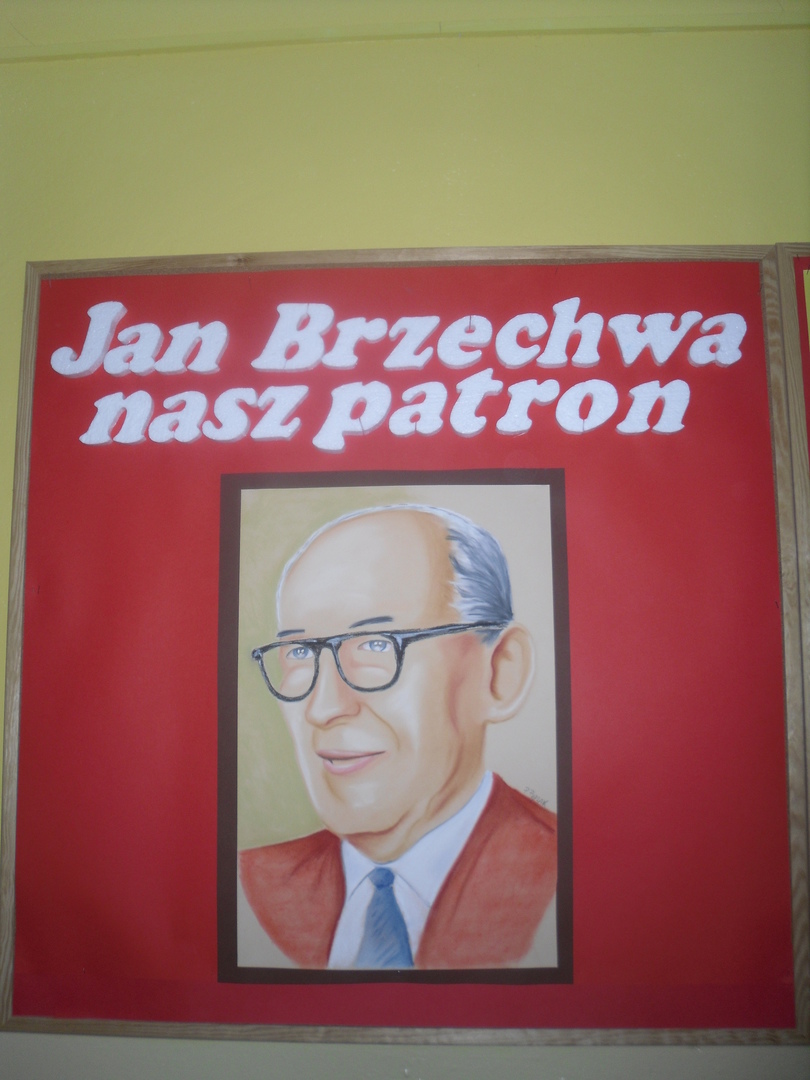 Jan Brzechwa
nasz patron